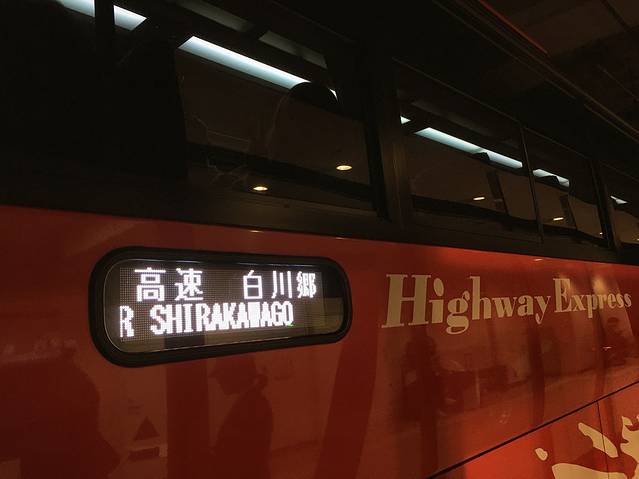 高速 白川郷
R SHIRAKAWAGO
Highway Express